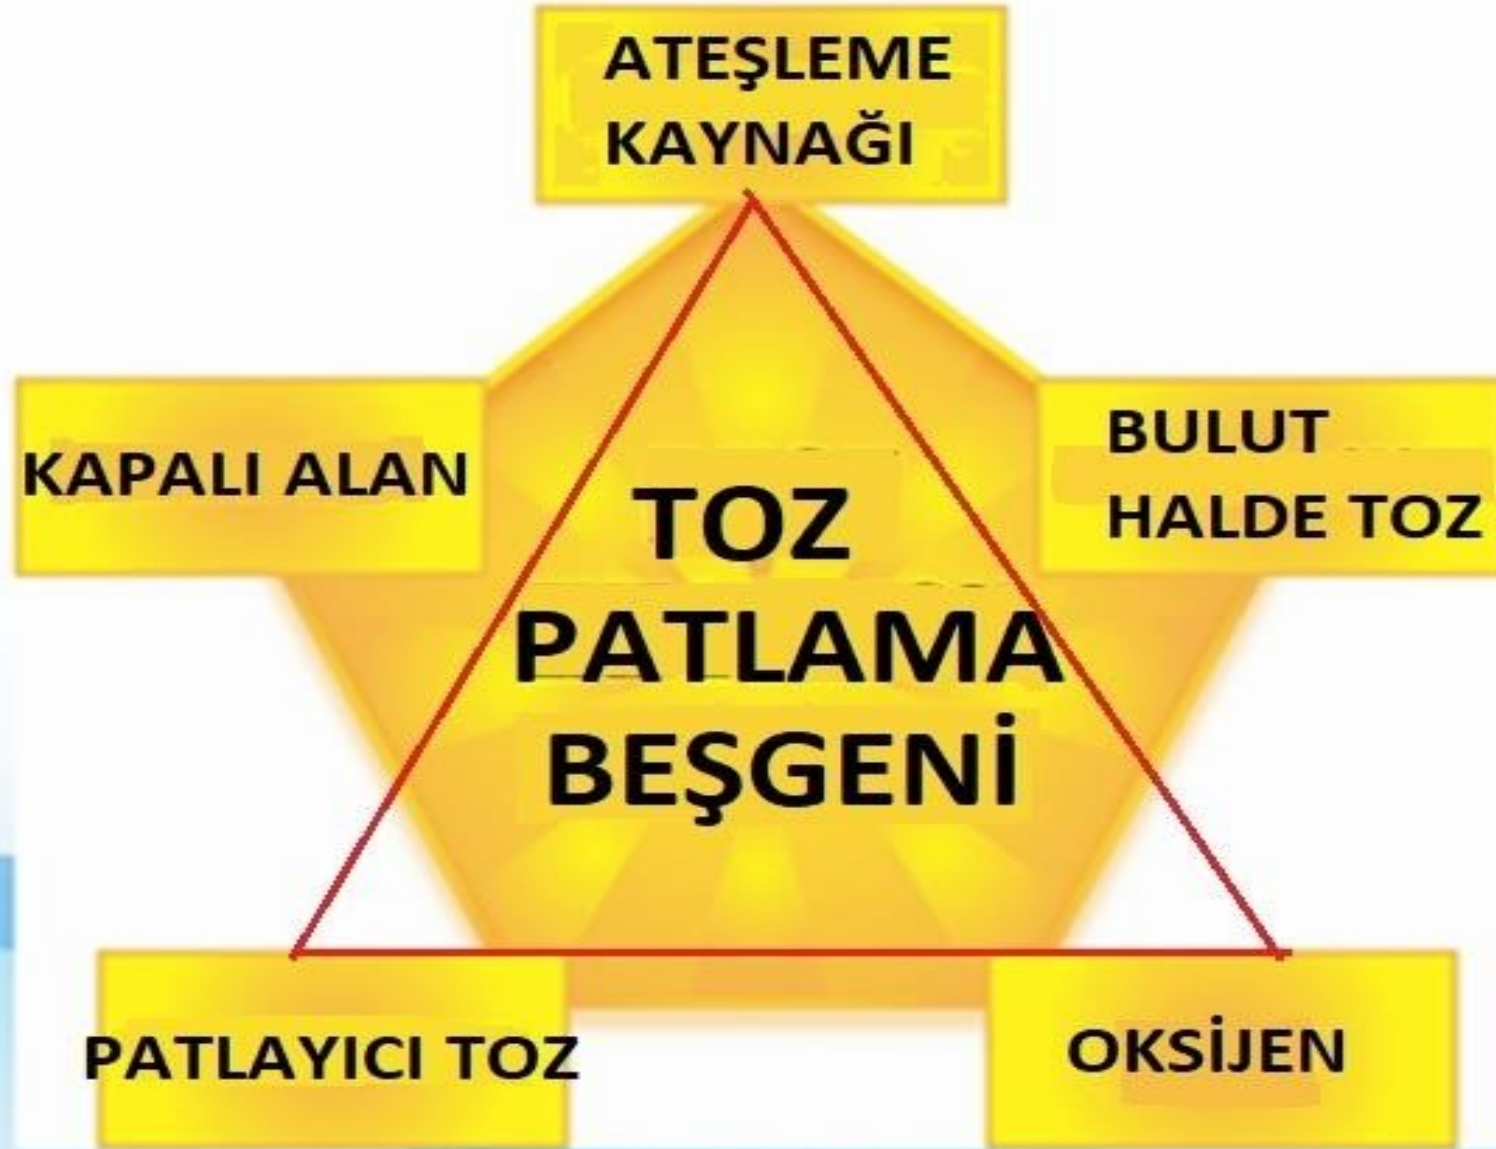 ATEŞLEME
KAYNAĞI
KAPALI ALAN
BULUT
HALDE TOZ
TOZ
PATLAMA
BEŞGENİ
PATLAYICI TOZ
OKSİJEN